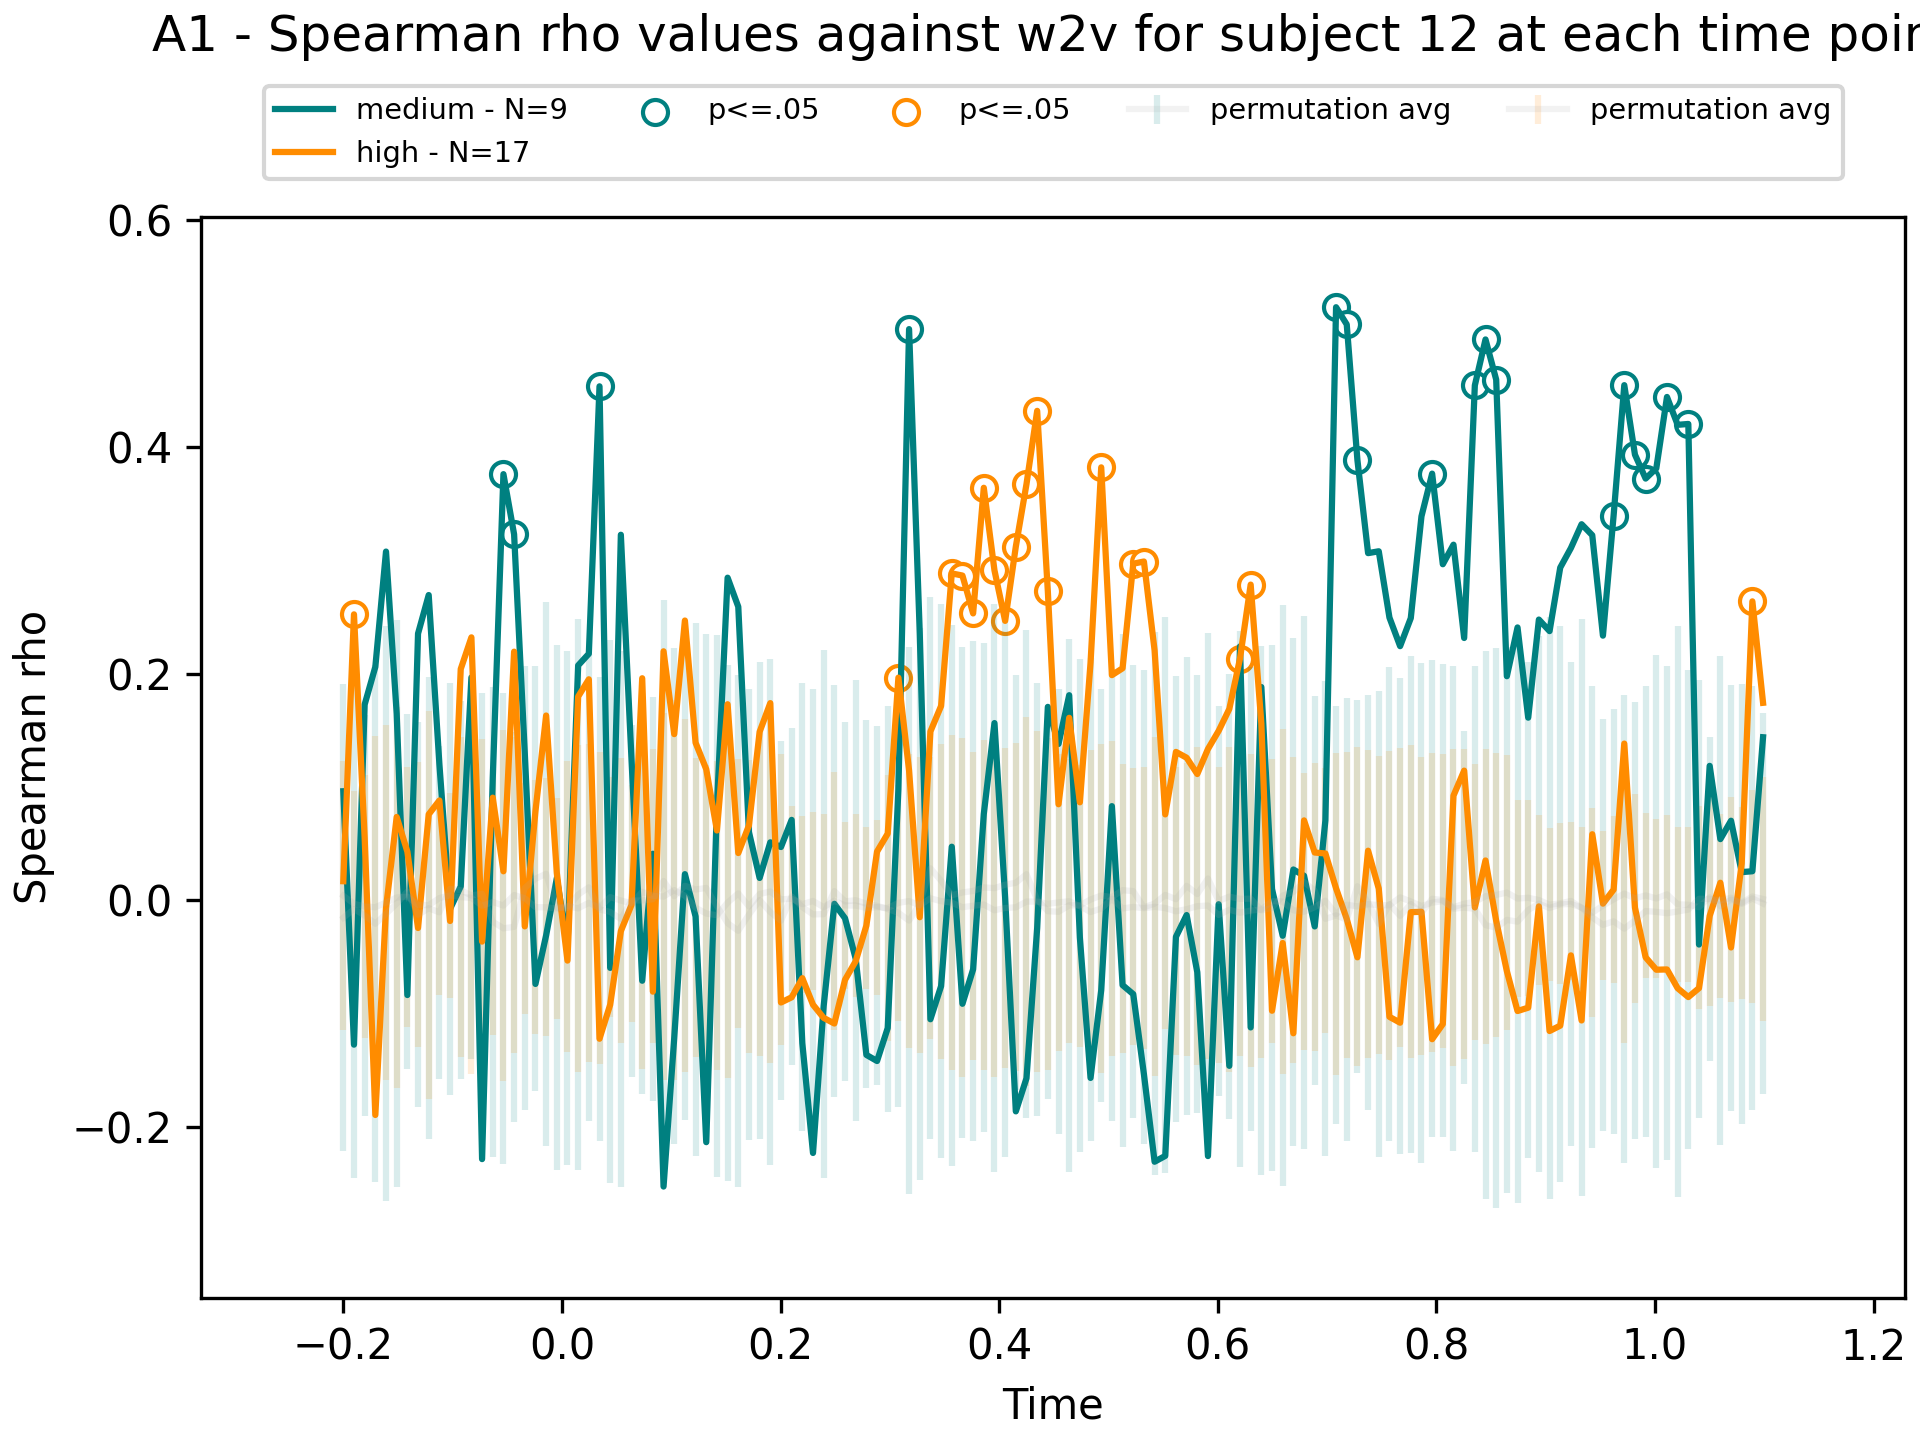 A1 - Spearman rho values against w2v for subject 12 at each time poin
medium - N=9
high - N=17
p<=.05
p<=.05
permutation avg
permutation avg
0.6
0.4
0.2
0.0
−0.2
Spearman rho
−0.2 0.0 0.2 0.4 0.6 0.8 1.0 1.2
Time